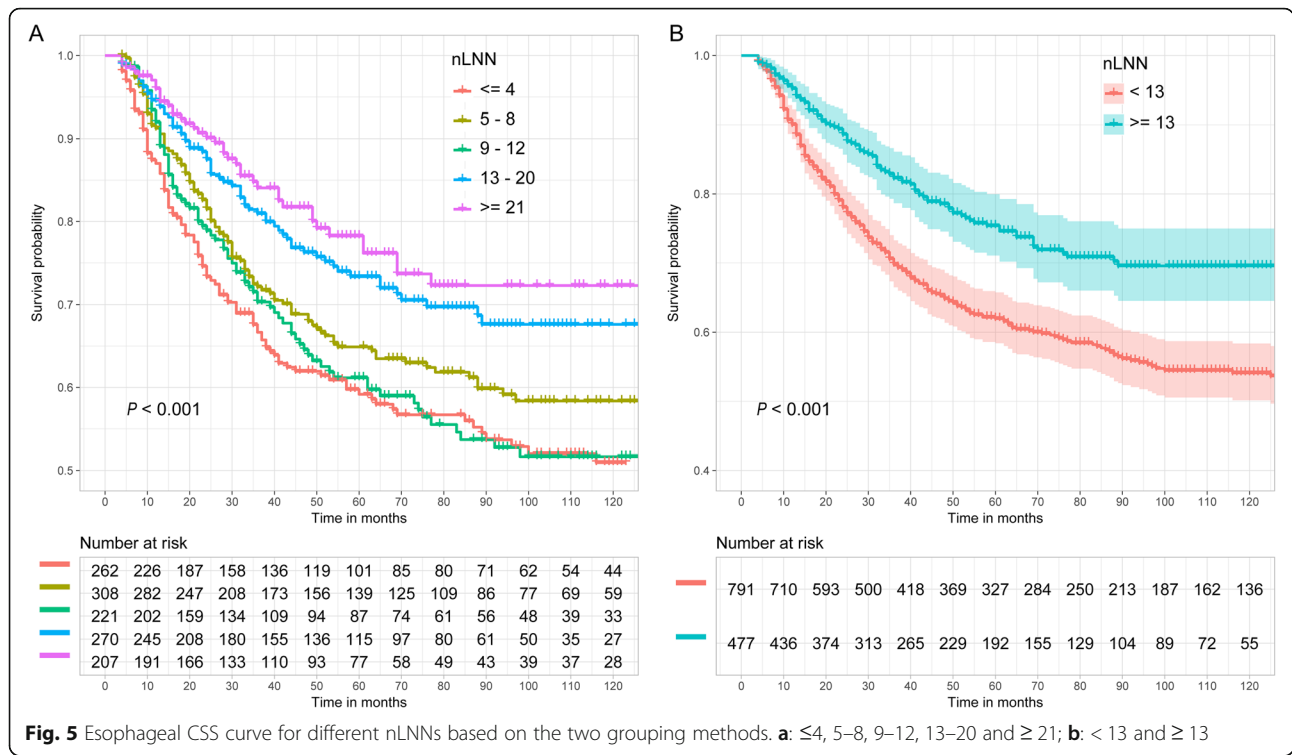 A
nLNN
<= 4
5 - 8
9 - 12
13 - 20
>= 21
1.0
0.9
0.8
0.7
0.6
0.5
Survival probability
P < 0.001
0 10 20 30 40 50 60 70 80 90 100 110 120
Time in months
Number at risk
262 226 187 158 136 119 101 85 80 71 62 54 44
308 282 247 208 173 156 139 125 109 86 77 69 59
221 202 159 134 109 94 87 74 61 56 48 39 33
270 245 208 180 155 136 115 97 80 61 50 35 27
207 191 166 133 110 93 77 58 49 43 39 37 28
0 10 20 30 40 50 60 70 80 90 100 110 120
Time in months
B
nLNN
< 13
>= 13
1.0
0.8
0.6
0.4
Survival probability
P < 0.001
0 10 20 30 40 50 60 70 80 90 100 110 120
Time in months
Number at risk
791 710 593 500 418 369 327 284 250 213 187 162 136
477 436 374 313 265 229 192 155 129 104 89 72 55
0 10 20 30 40 50 60 70 80 90 100 110 120
Time in months
Fig. 5 Esophageal CSS curve for different nLNNs based on the two grouping methods. a: ≤4, 5–8, 9–12, 13–20 and ≥ 21; b: < 13 and ≥ 13